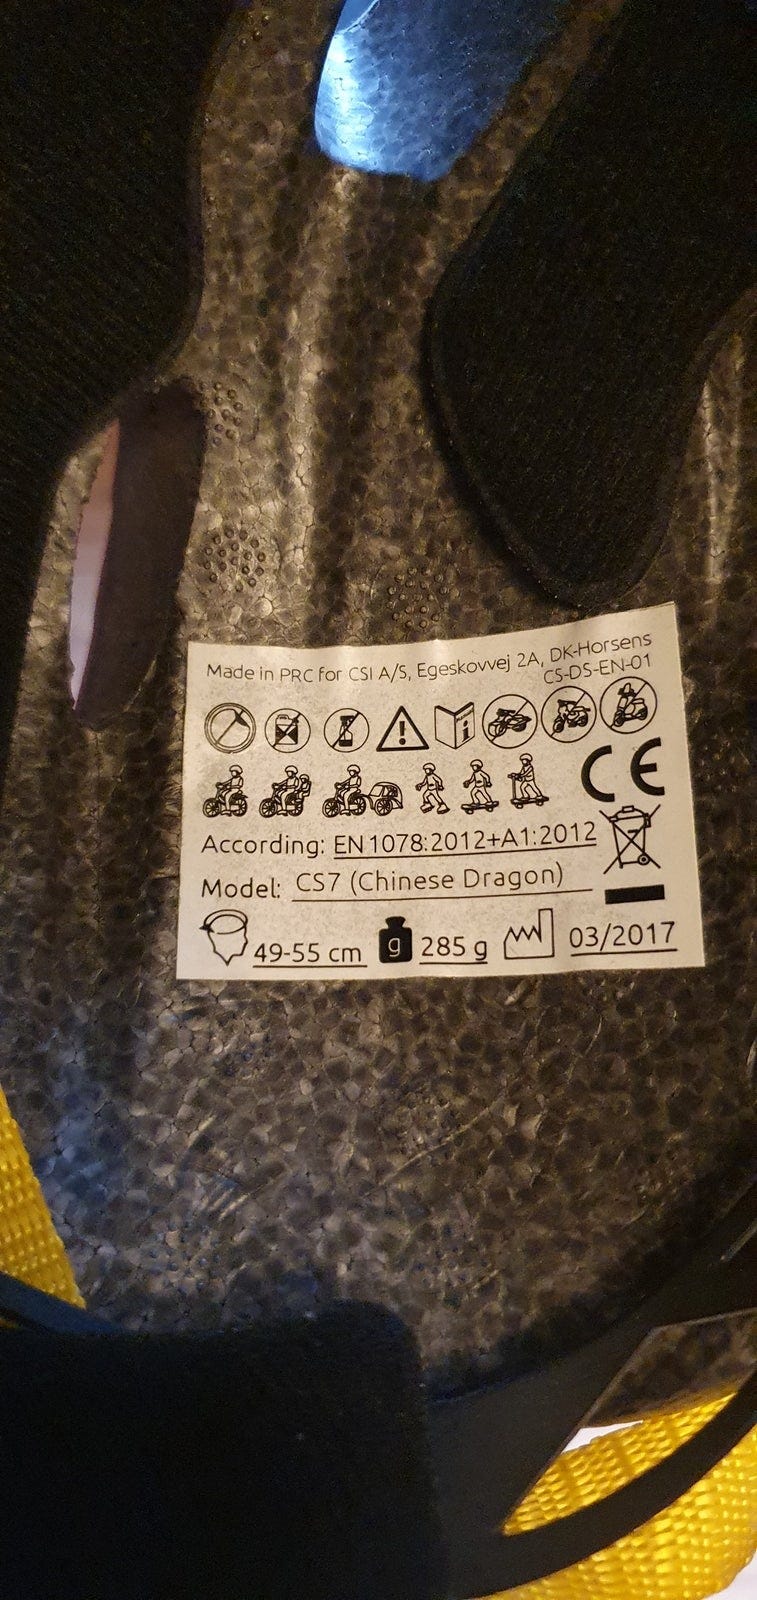 Made in PRC for CSI A/S, Egeskovvej 2A, DK-Horsens
CS-DS-EN-01
CE
According: EN 1078:2012+A1:2012
Model: CS7 (Chinese Dragon)
49-55 cm g 285 g 03/2017